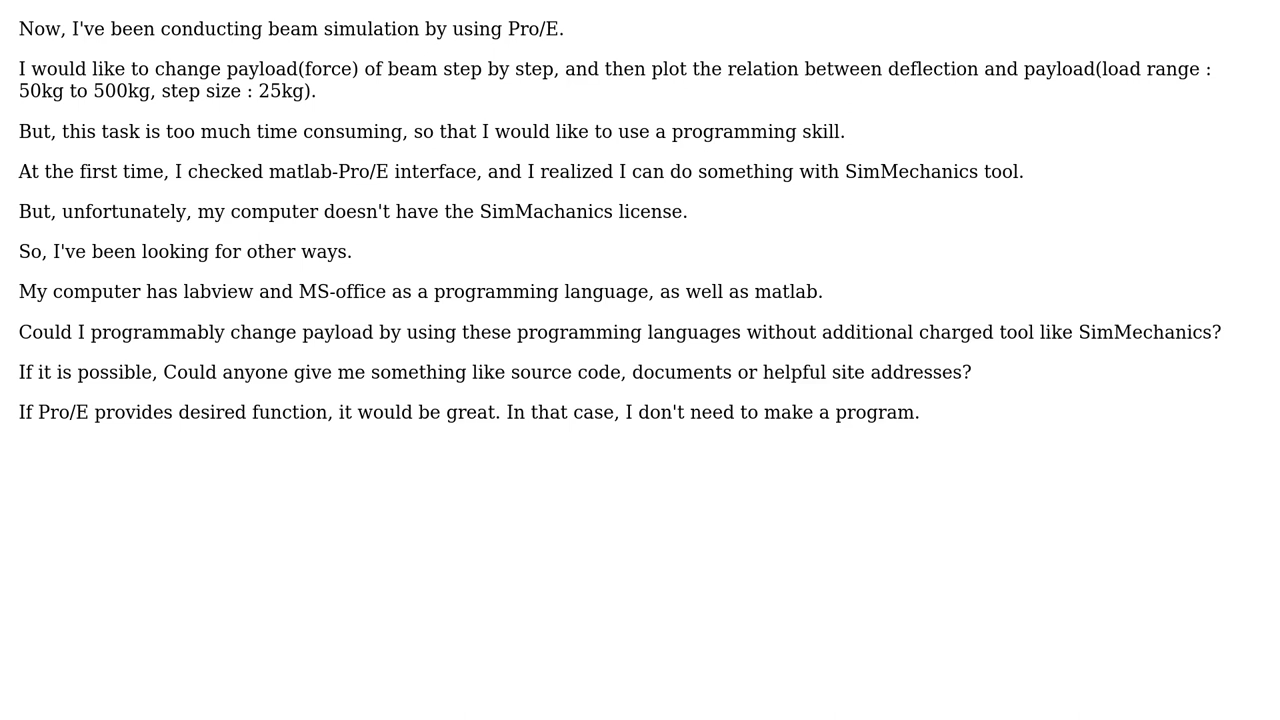 Now, I've been conducting beam simulation by using Pro/E.
I would like to change payload(force) of beam step by step, and then plot the relation between deflection and payload(load range :
50kg to 500kg, step size : 25kg).
But, this task is too much time consuming, so that I would like to use a programming skill.
At the first time, I checked matlab-Pro/E interface, and I realized I can do something with SimMechanics tool.
But, unfortunately, my computer doesn't have the SimMachanics license.
So, I've been looking for other ways.
My computer has labview and MS-office as a programming language, as well as matlab.
Could I programmably change payload by using these programming languages without additional charged tool like SimMechanics?
If it is possible, Could anyone give me something like source code, documents or helpful site addresses?
If Pro/E provides desired function, it would be great. In that case, I don't need to make a program.